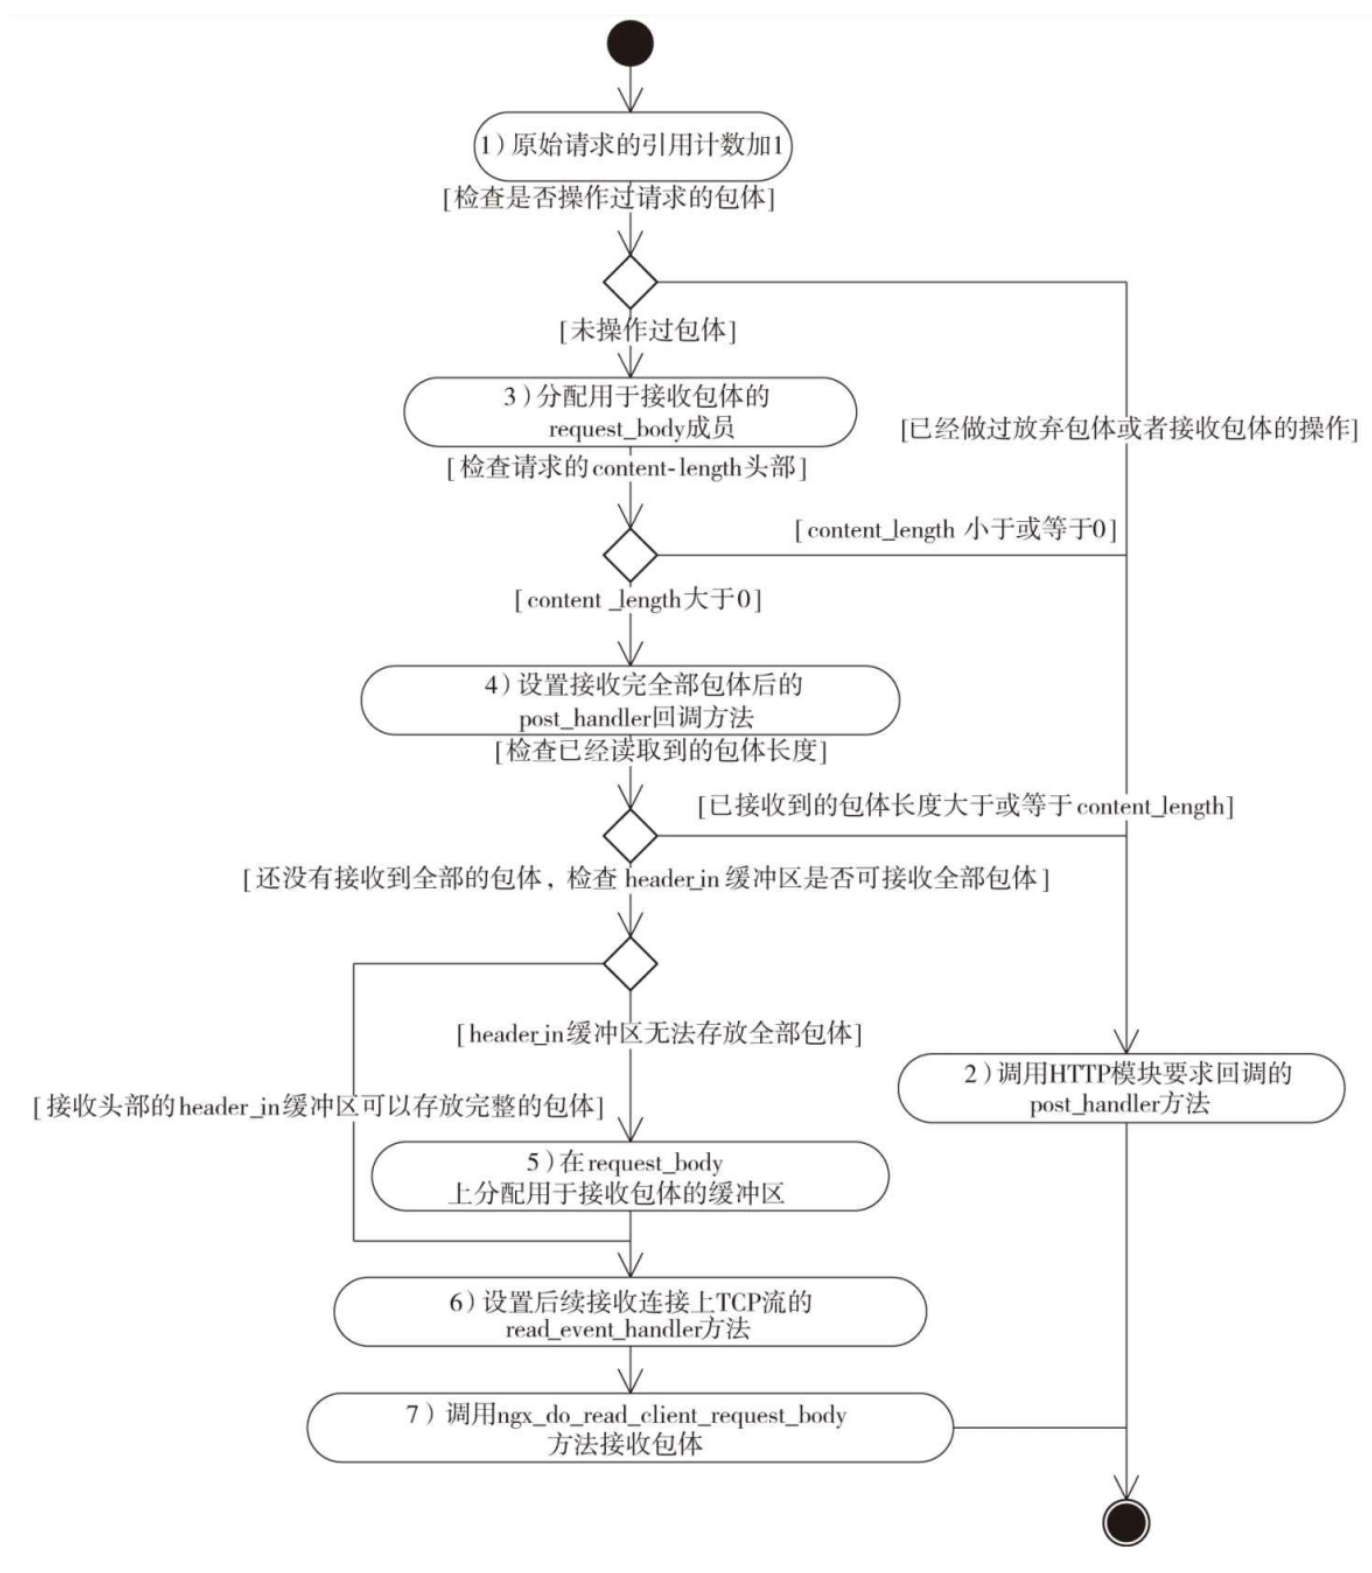 1）原始请求的引用计数加1
[检查是否操作过请求的包体]
[未操作过包体]
3）分配用于接收包体的
request_body成员
[已经做过放弃包体或者接收包体的操作]
[检查请求的content-length头部]
[content_length 小于或等于0]
[content _length大于0]
4）设置接收完全部包体后的
post_handler回调方法
[检查已经读取到的包体长度]
[已接收到的包体长度大于或等于content_length]
[还没有接收到全部的包体，检查 header_in 缓冲区是否可接收全部包体]
[header_in缓冲区无法存放全部包体]
2）调用HTTP模块要求回调的
post_handler方法
[接收头部的header_in缓冲区可以存放完整的包体]
5）在request_body
上分配用于接收包体的缓冲区
6）设置后续接收连接上TCP流的
read_event_handler方法
7）调用ngx_do_read_client_request_body
方法接收包体